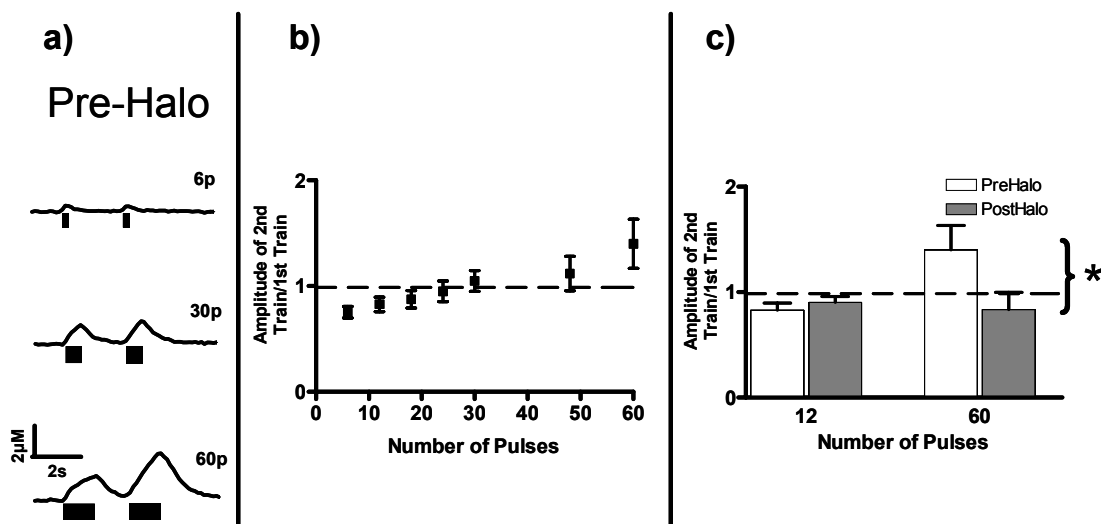 a)
Pre-Halo
6p
30p
60p
2µM
2s
b)
Amplitude of 2nd
Train/1st Train
2
1
0
0 10 20 30 40 50 60
Number of Pulses
c)
Amplitude of 2nd
Train/1st Train
2
1
0
PreHalo
PostHalo
*
12 60
Number of Pulses